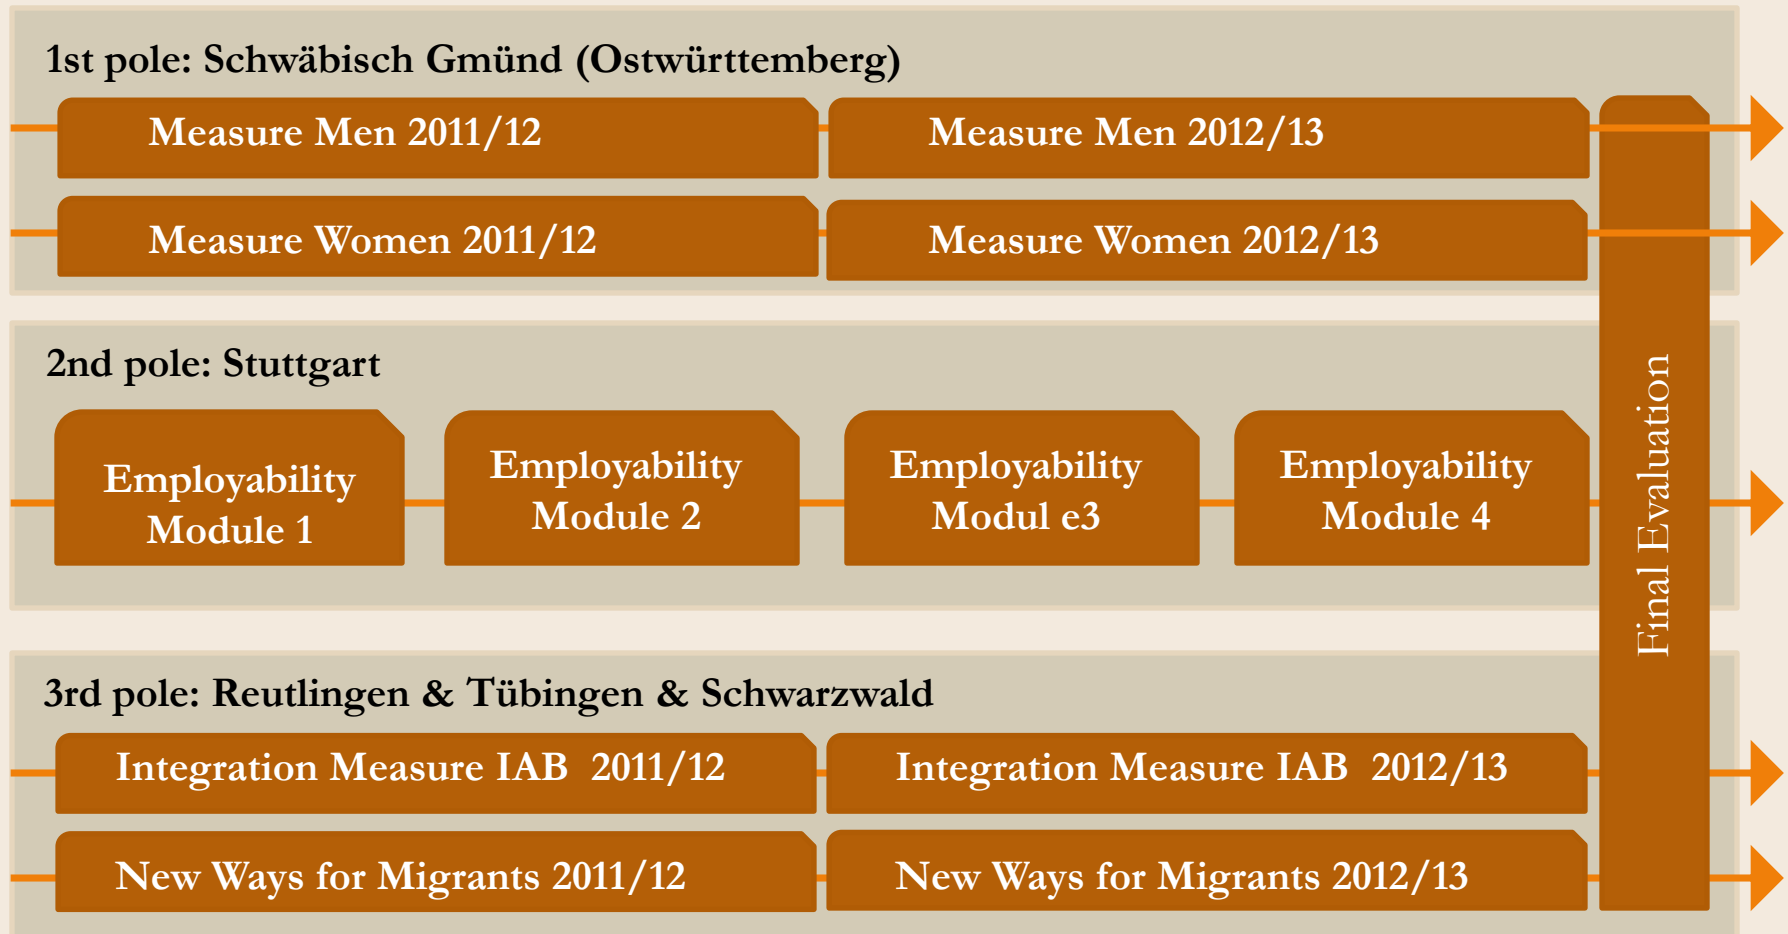 1st pole: Schwäbisch Gmünd (Ostwürttemberg)
Measure Men 2011/12
Measure Men 2012/13
Measure Women 2011/12
Measure Women 2012/13
2nd pole: Stuttgart
Employability
Module 1
Employability
Module 2
Employability
Modul e3
Employability
Module 4
Final Evaluation
3rd pole: Reutlingen & Tübingen & Schwarzwald
Integration Measure IAB  2011/12
Integration Measure IAB  2012/13
New Ways for Migrants 2011/12
New Ways for Migrants 2012/13